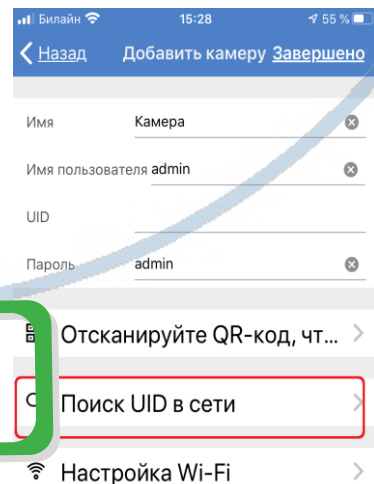 Билайн 15:28 55 %
Назад Добавить камеру Завершено
Имя Камера
Имя пользователя admin
UID
Пароль admin
Отсканируйте QR-код, чт...
Поиск UID в сети
Настройка Wi-Fi